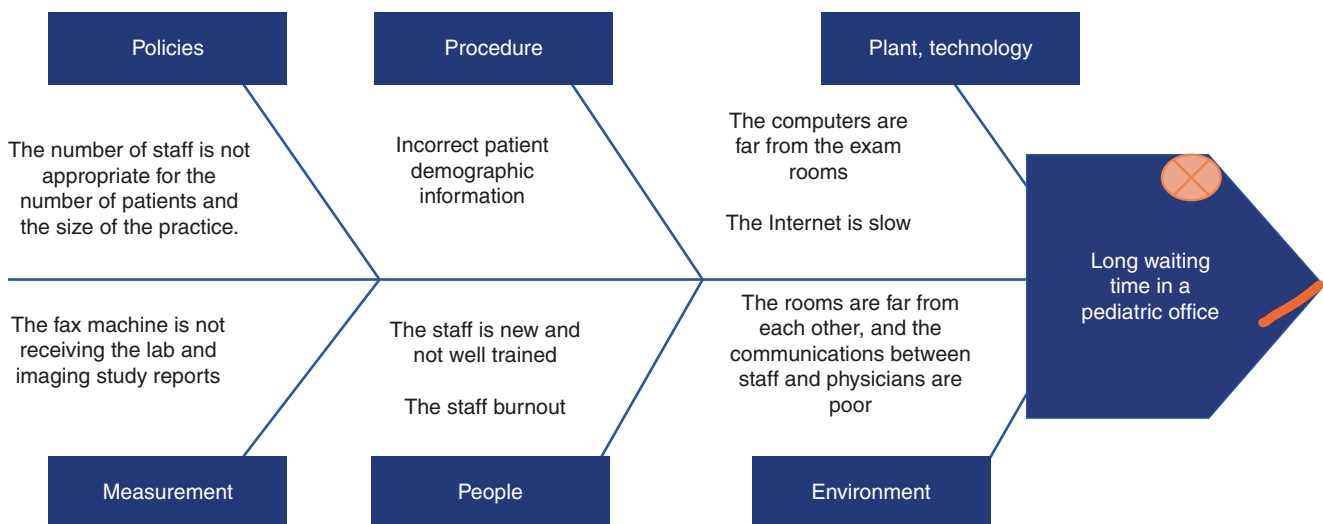 Policies
Procedure
Plant, technology
The number of staff is not
appropriate for the
number of patients and
the size of the practice.
Incorrect patient
demographic
information
The computers are
far from the exam
rooms
The Internet is slow
Long waiting
time in a
pediatric office
The fax machine is not
receiving the lab and
imaging study reports
The staff is new and
not well trained
The staff burnout
The rooms are far from
each other, and the
communications between
staff and physicians are
poor
Measurement
People
Environment